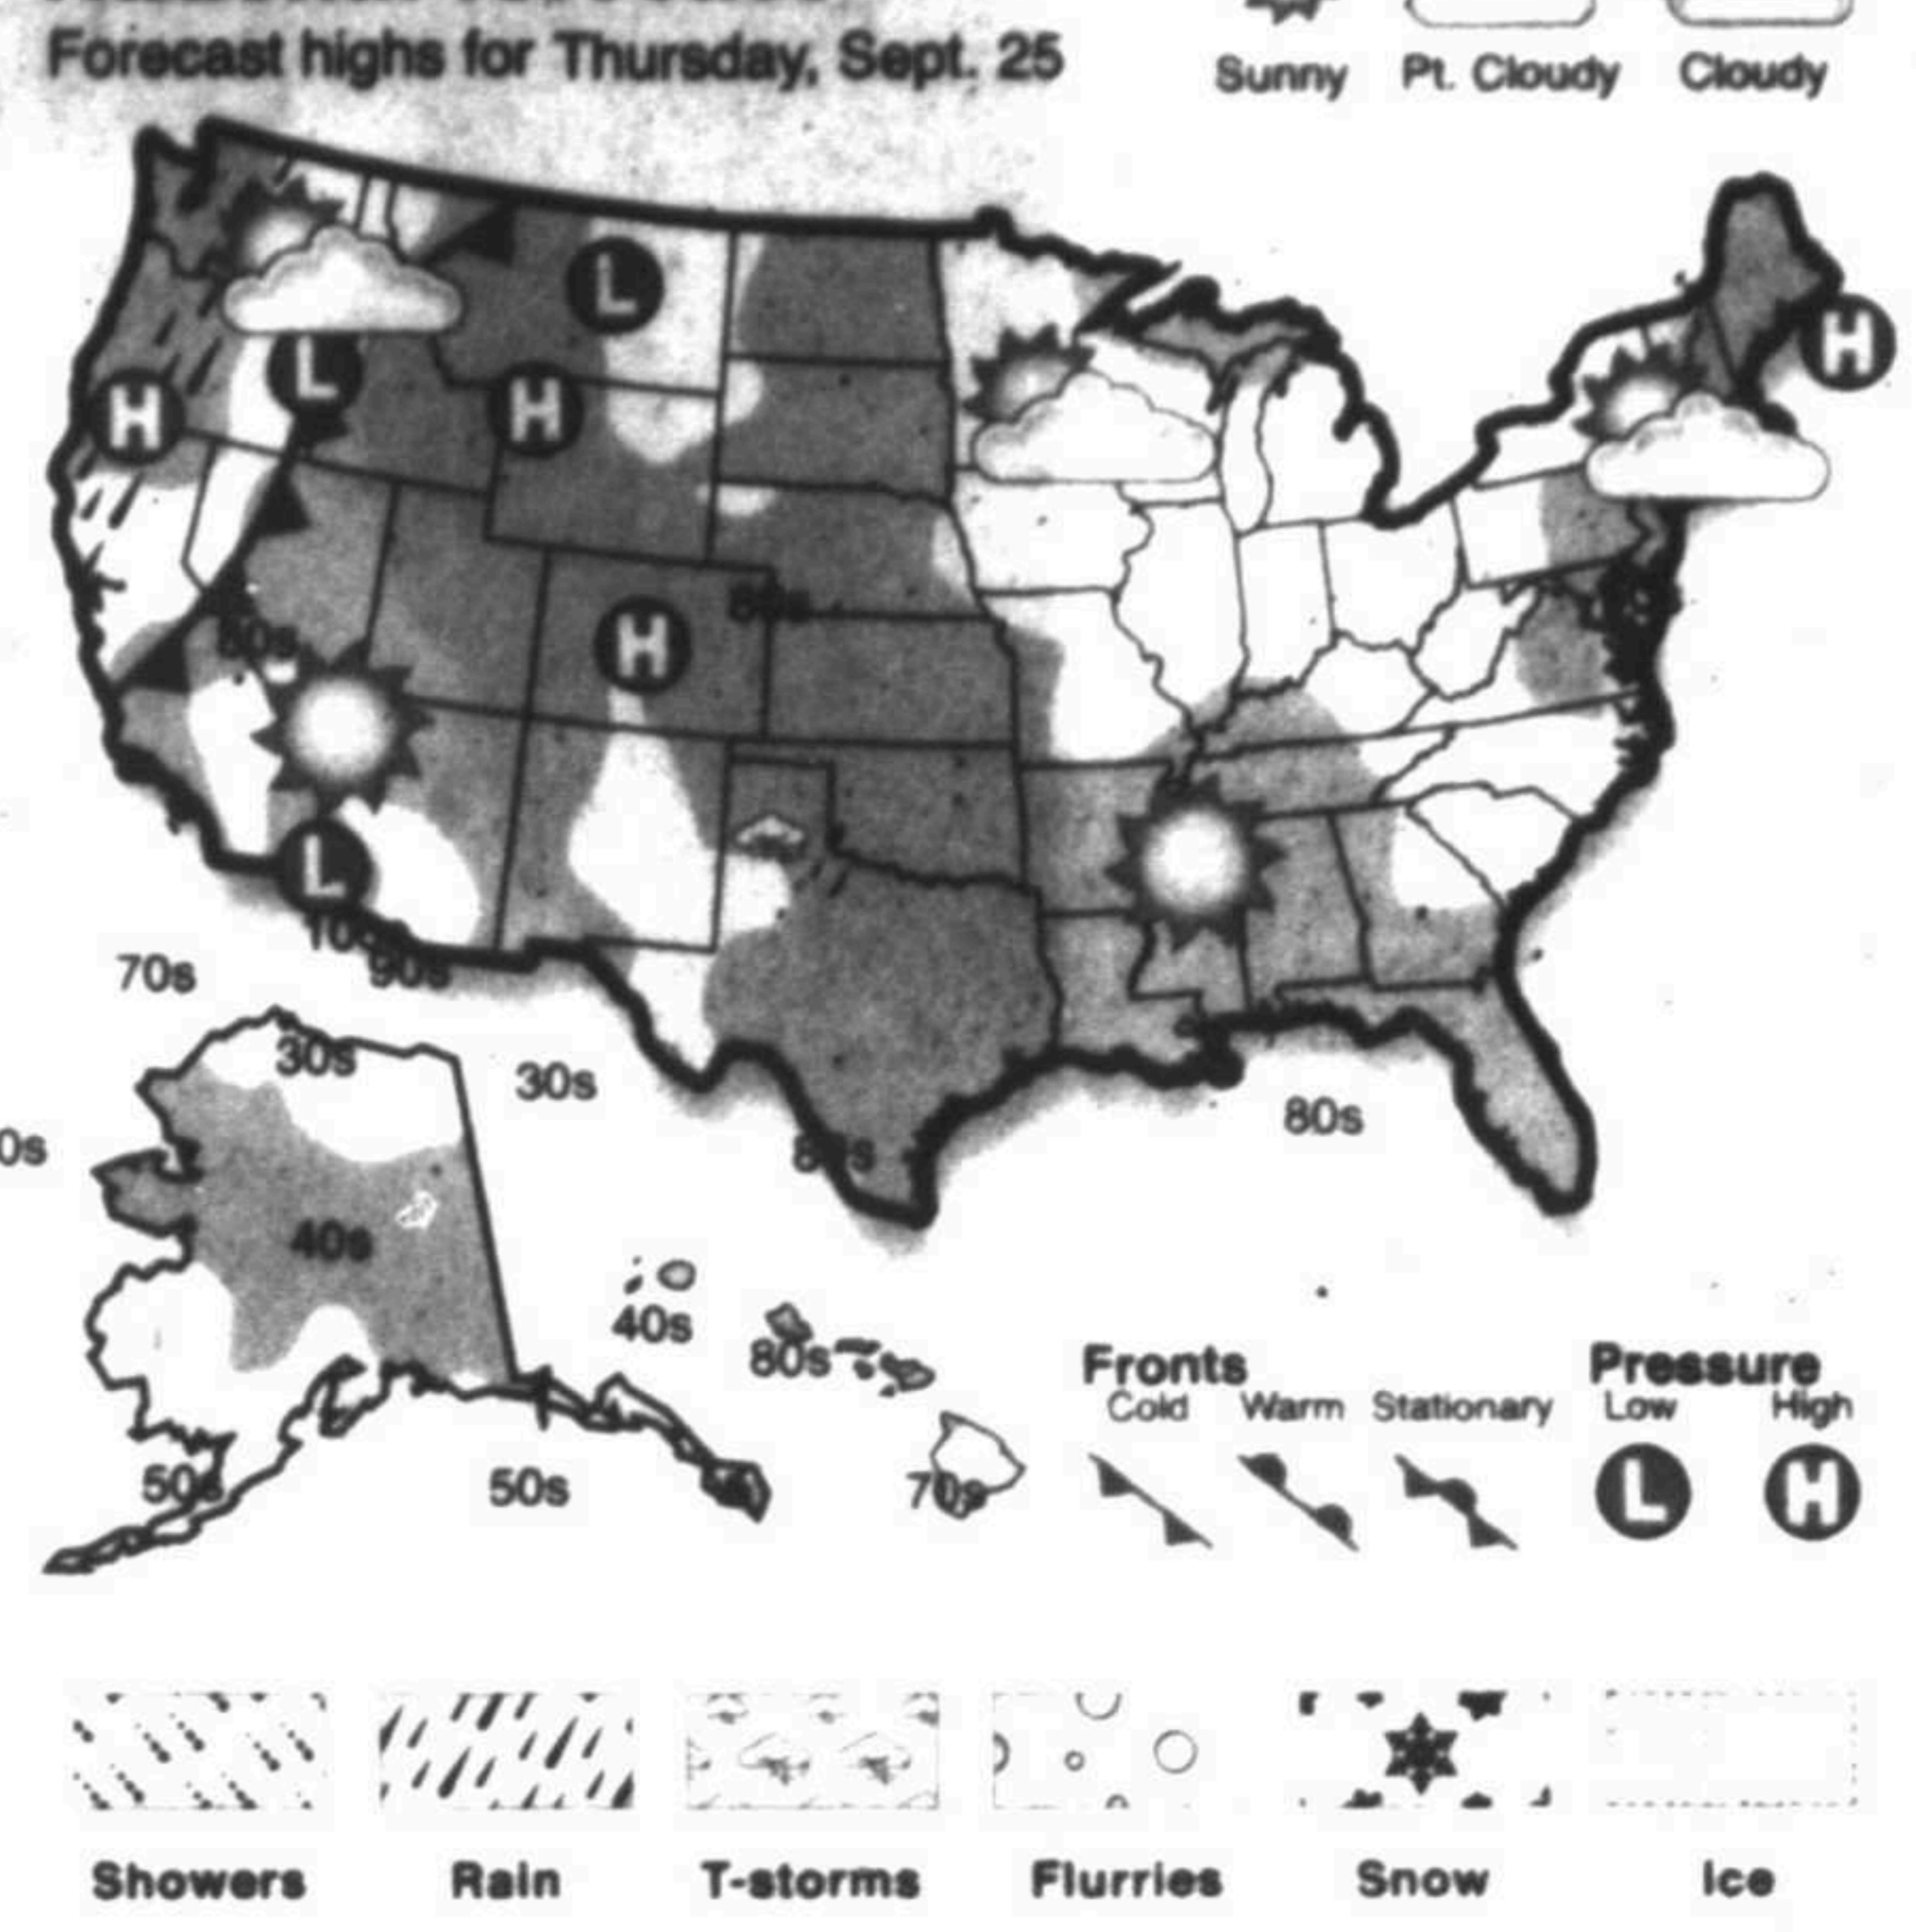 Forecast highs for Thursday, Sept. 25
Sunny Pt. Cloudy Cloudy
L
L
H
H
H
H
80s
L
70s
90s
30s
30s
80s
40s
40s
80s
50s
50s
70s
Fronts
Cold Warm Stationary
Pressure
Low High
L H
Showers Rain T-storms Flurries Snow Ice